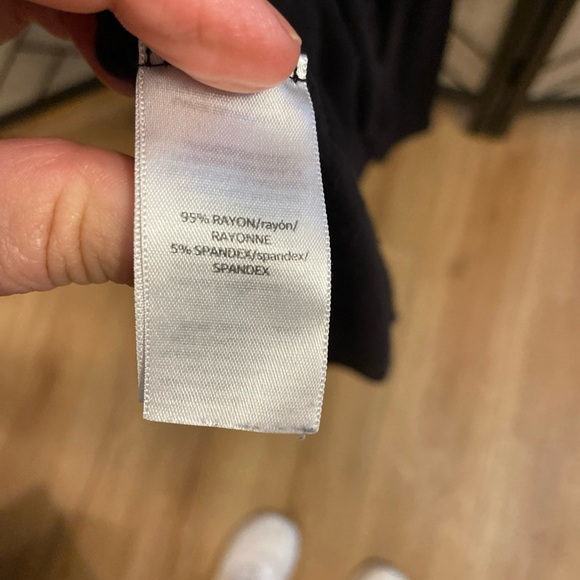 95% RAYON/rayón/
RAYONNE
5% SPANDEX/spandex/
SPANDEX